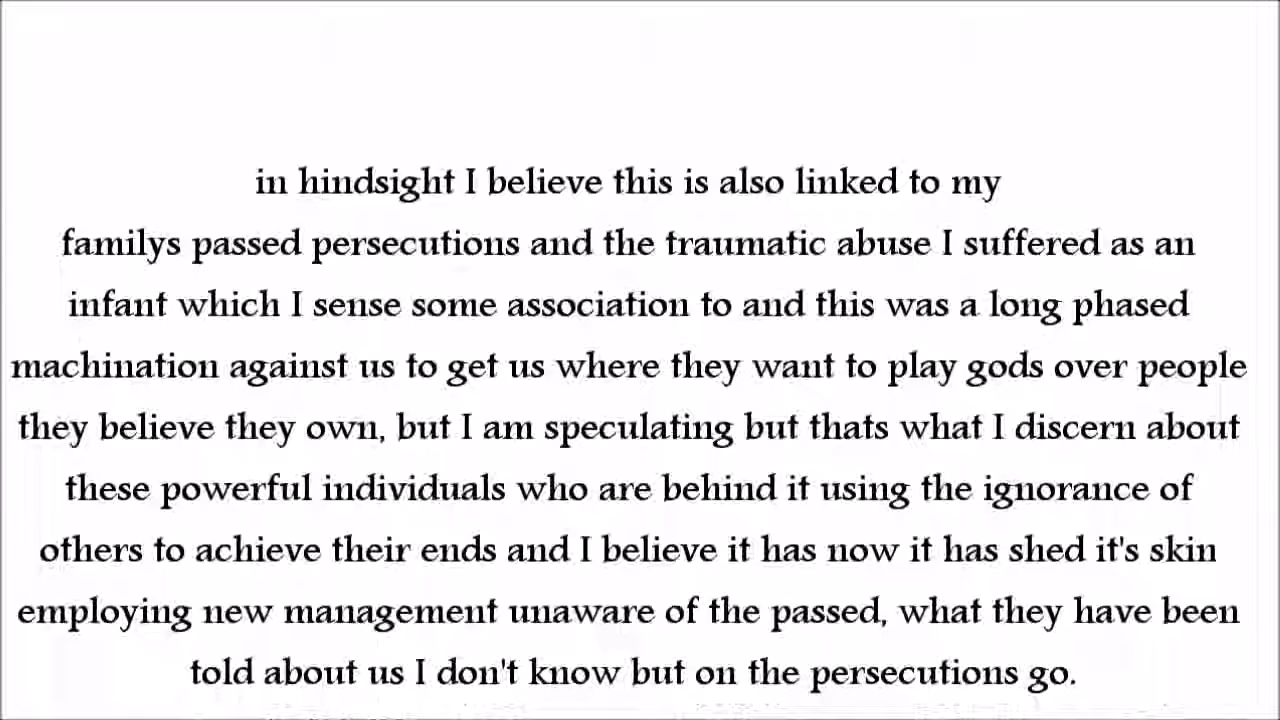 in hindsight I believe this is also linked to my
familys passed persecutions and the traumatic abuse I suffered as an
infant which I sense some association to and this was a long phased
machination against us to get us where they want to play gods over people
they believe they own, but I am speculating but thats what I discern about
these powerful individuals who are behind it using the ignorance of
others to achieve their ends and I believe it has now it has shed it's skin
employing new management unaware of the passed, what they have been
told about us I don't know but on the persecutions go.